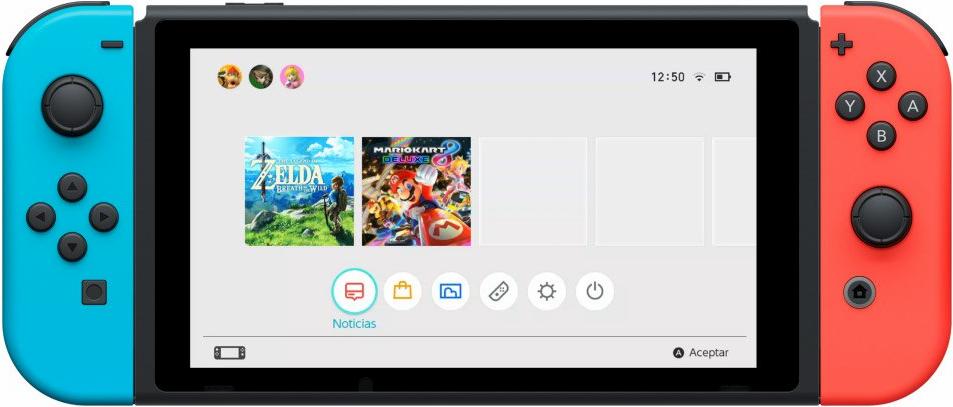 12:50
THE LEGEND OF
ZELDA
BREATH OF THE WILD
MARIOKART 8
DELUXE
X
Y
A
B
Noticias
A Aceptar